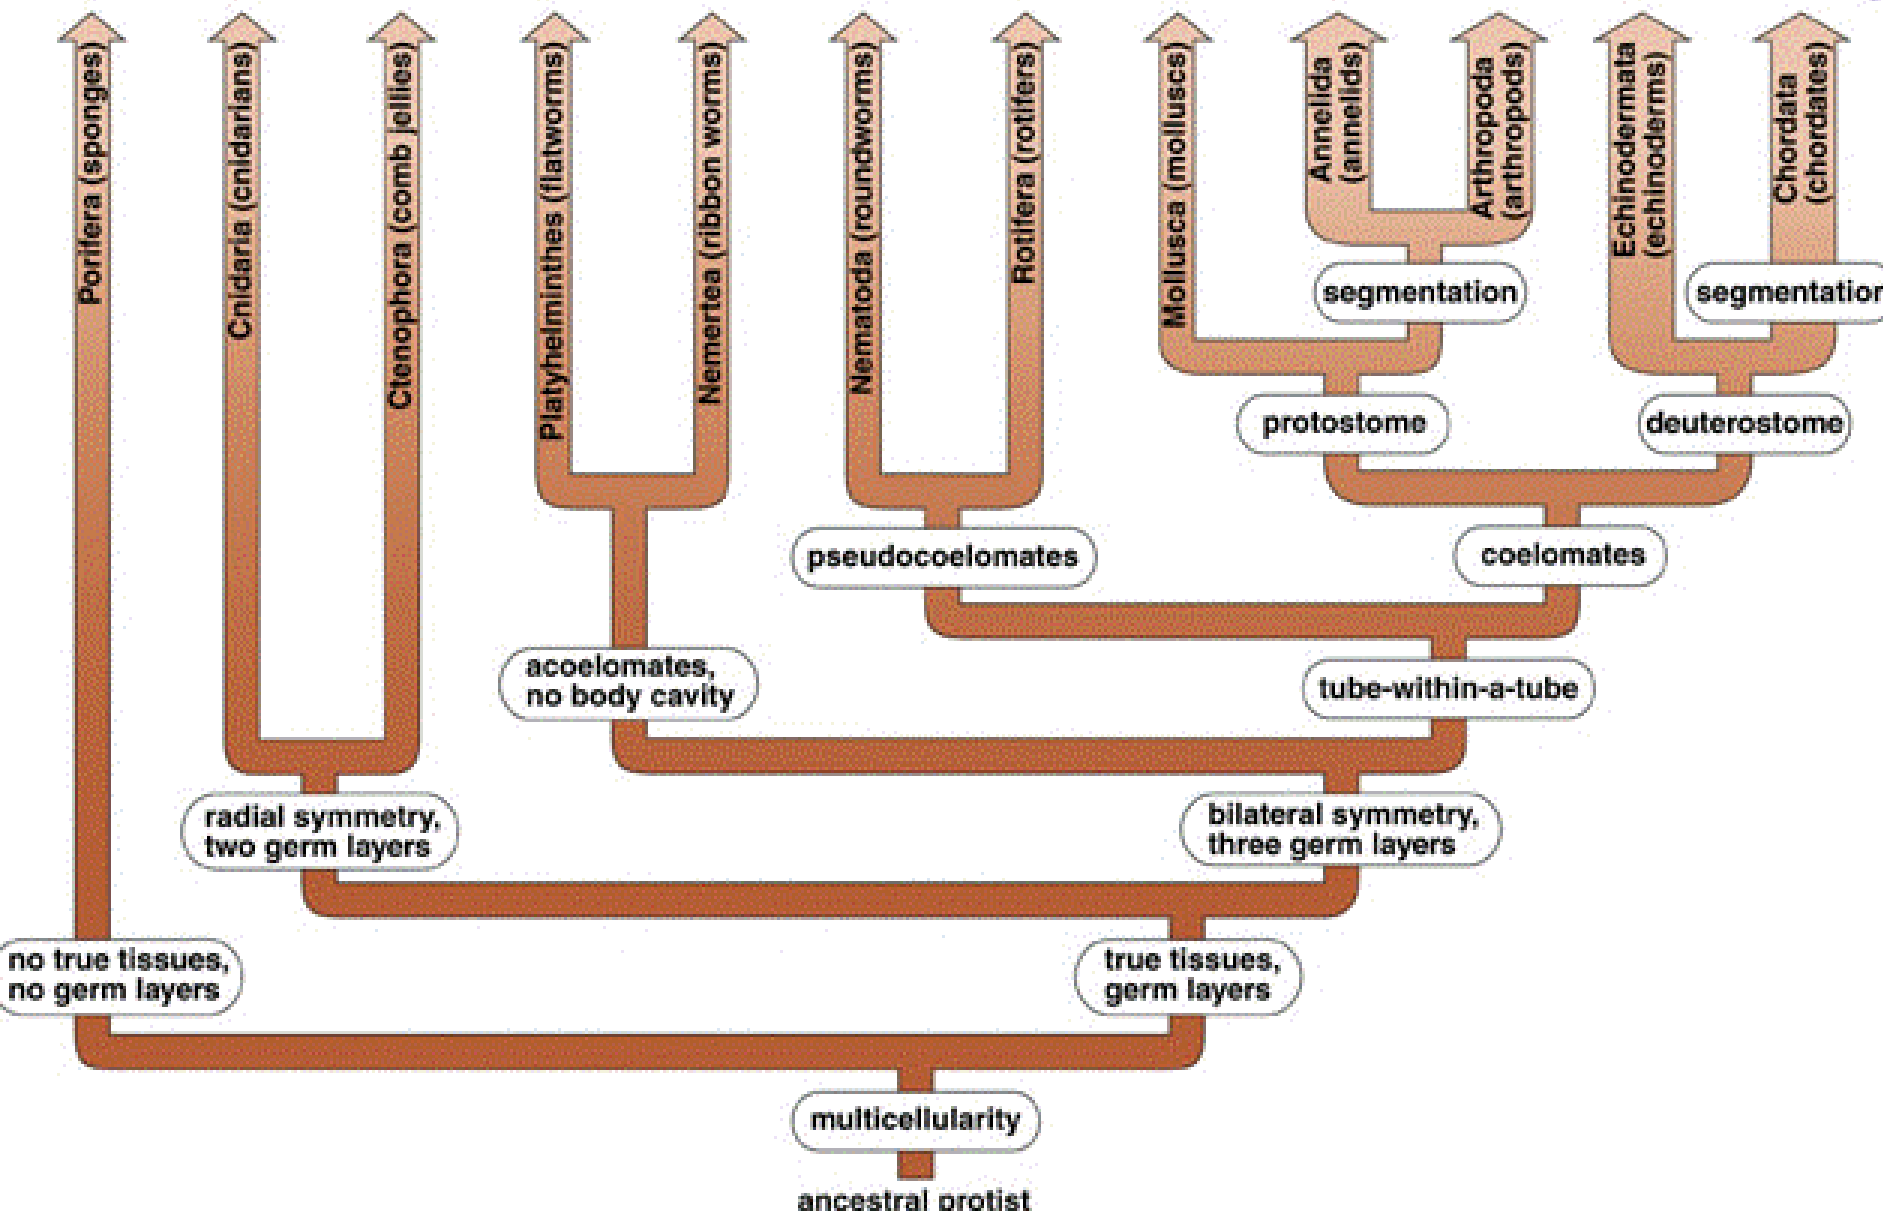 Porifera (sponges)
Cnidaria (cnidarians)
Ctenophora (comb jellies)
Platyhelminthes (flatworms)
Nemertea (ribbon worms)
Nematoda (roundworms)
Rotifera (rotifers)
Mollusca (molluscs)
Annelida
(annelids)
Arthropoda
(arthropods)
Echinodermata
(echinoderms)
Chordata
(chordates)
segmentation
segmentation
protostome
deuterostome
pseudocoelomates
coelomates
acoelomates,
no body cavity
tube-within-a-tube
radial symmetry,
two germ layers
bilateral symmetry,
three germ layers
no true tissues,
no germ layers
true tissues,
germ layers
multicellularity
ancestral protist